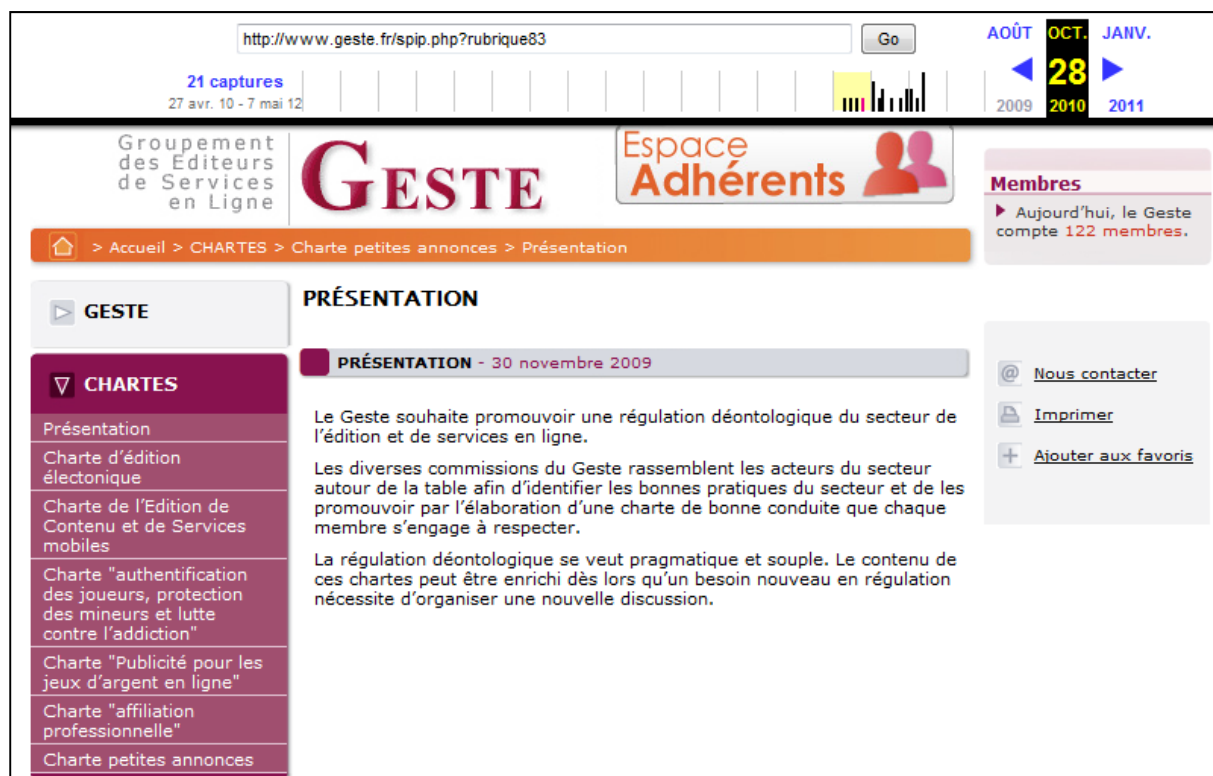 http://www.geste.fr/spip.php?rubrique83
Go
AOÛT OCT. JANV.
21 captures
28
27 avr. 10 - 7 mai 12
2009 2010 2011
Groupement
des Editeurs
de Services
en Ligne
GESTE
Espace
Adhérents
Membres
Aujourd'hui, le Geste
compte 122 membres.
> Accueil > CHARTES > Charte petites annonces > Présentation
GESTE
CHARTES
Présentation
Charte d'édition
électonique
Charte de l'Edition de
Contenu et de Services
mobiles
Charte "authentification
des joueurs, protection
des mineurs et lutte
contre l'addiction"
Charte "Publicité pour les
jeux d'argent en ligne"
Charte "affiliation
professionnelle"
Charte petites annonces
PRÉSENTATION
PRÉSENTATION - 30 novembre 2009
Le Geste souhaite promouvoir une régulation déontologique du secteur de
l'édition et de services en ligne.
Les diverses commissions du Geste rassemblent les acteurs du secteur
autour de la table afin d'identifier les bonnes pratiques du secteur et de les
promouvoir par l'élaboration d'une charte de bonne conduite que chaque
membre s'engage à respecter.
La régulation déontologique se veut pragmatique et souple. Le contenu de
ces chartes peut être enrichi dès lors qu'un besoin nouveau en régulation
nécessite d'organiser une nouvelle discussion.
@ Nous contacter
Imprimer
+ Ajouter aux favoris